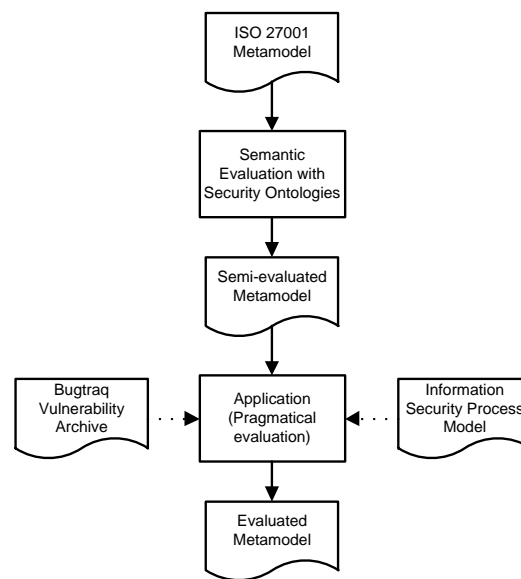 ISO 27001
Metamodel
Semantic
Evaluation with
Security Ontologies
Semi-evaluated
Metamodel
Bugtraq
Vulnerability
Archive
Application
(Pragmatical
evaluation)
Information
Security Process
Model
Evaluated
Metamodel